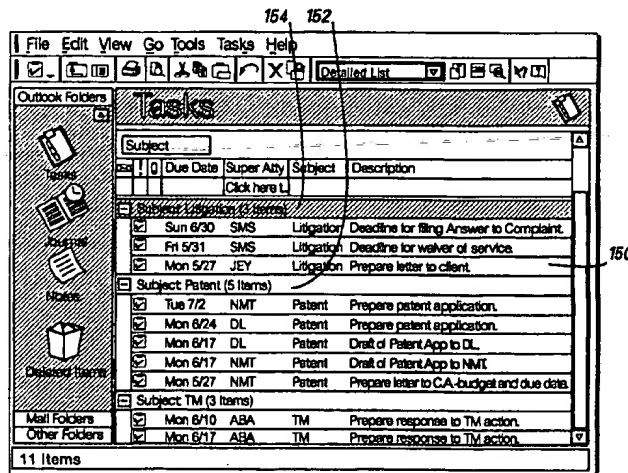 154 152
File Edit View Go Tools Tasks Help
Detailed List
Outlook Folders
Tasks
Subject
! Due Date Super Atty Subject Description
Click here t...
Subject: Litigation (3 Items)
Sun 6/30 SMS Litigation Deadline for filing Answer to Complaint.
Fri 5/31 SMS Litigation Deadline for waiver of service.
Mon 5/27 JEY Litigation Prepare letter to client.
150
Subject: Patent (5 Items)
Tue 7/2 NMT Patent Prepare patent application.
Mon 6/24 DL Patent Prepare patent application.
Mon 6/17 DL Patent Draft of Patent App to DL.
Mon 6/17 NMT Patent Draft of Patent App to NMT.
Mon 5/27 NMT Patent Prepare letter to CA-budget and due date.
Subject: TM (3 Items)
Mon 6/10 ABA TM Prepare response to TM action.
Mon 6/17 ABA TM Prepare response to TM action.
Tasks
Journal
Notes
Deleted Items
Mail Folders
Other Folders
11 Items